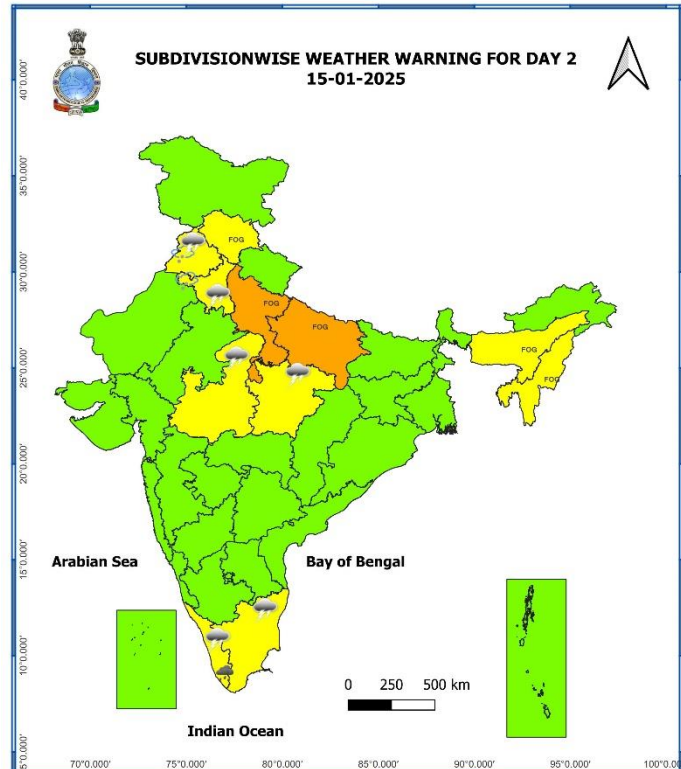 SUBDIVISIONWISE WEATHER WARNING FOR DAY 2
15-01-2025
40°0.000'
35°0.000'
30°0.000'
25°0.000'
20°0.000'
15°0.000'
10°0.000'
5°0.000'
FOG
FOG
FOG
FOG
FOG
Arabian Sea
Bay of Bengal
0 250 500 km
Indian Ocean
70°0.000' 75°0.000' 80°0.000' 85°0.000' 90°0.000' 95°0.000' 100°0.0